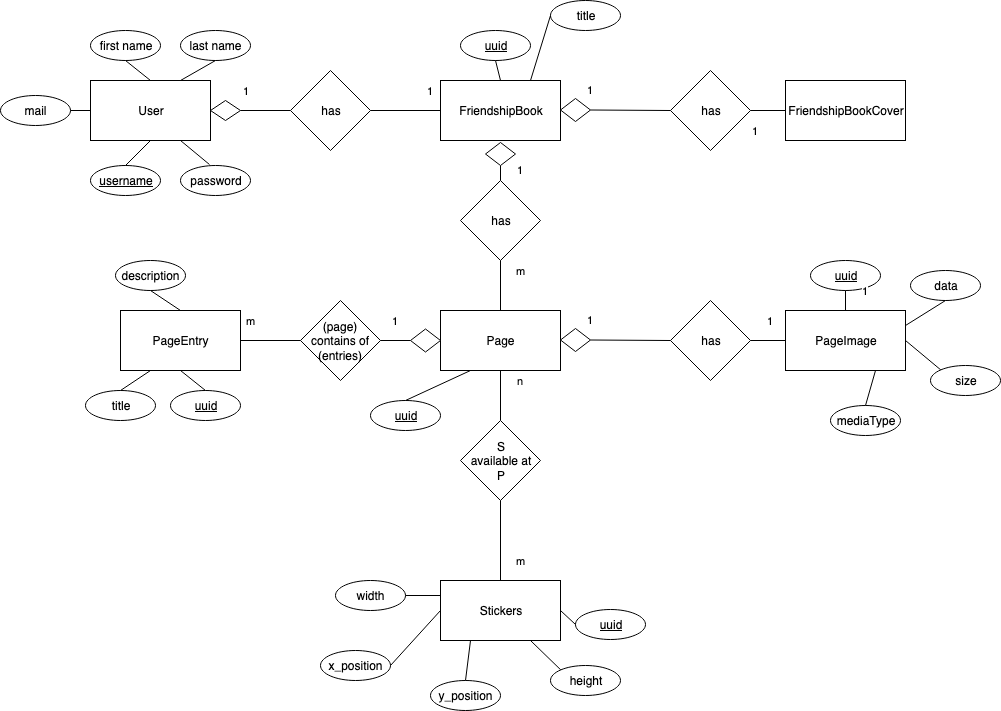 title
uuid
first name
last name
1
1
1
mail
User
has
FriendshipBook
has
FriendshipBookCover
1
username
password
1
has
m
description
uuid
1
data
m
1
1
1
PageEntry
(page)
contains of
(entries)
Page
has
PageImage
n
size
title
uuid
uuid
mediaType
S
available at
P
m
width
Stickers
uuid
x_position
height
y_position